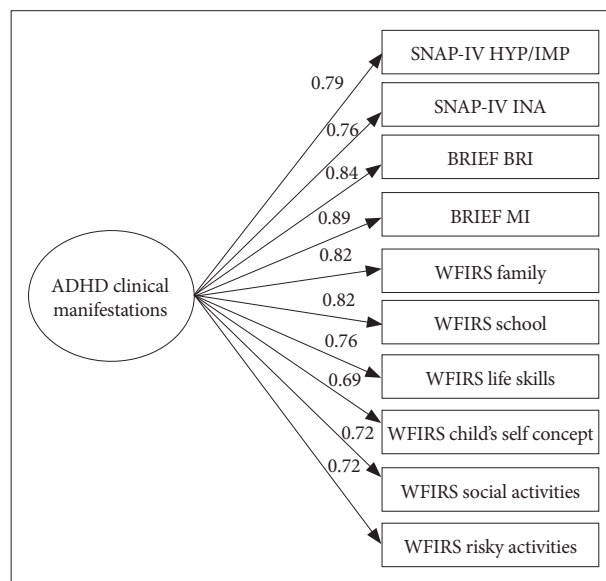 SNAP-IV HYP/IMP
0.79
SNAP-IV INA
0.76
BRIEF BRI
0.84
BRIEF MI
0.89
ADHD clinical
manifestations
0.82
WFIRS family
0.82
WFIRS school
0.76
WFIRS life skills
0.69
WFIRS child's self concept
0.72
WFIRS social activities
0.72
WFIRS risky activities